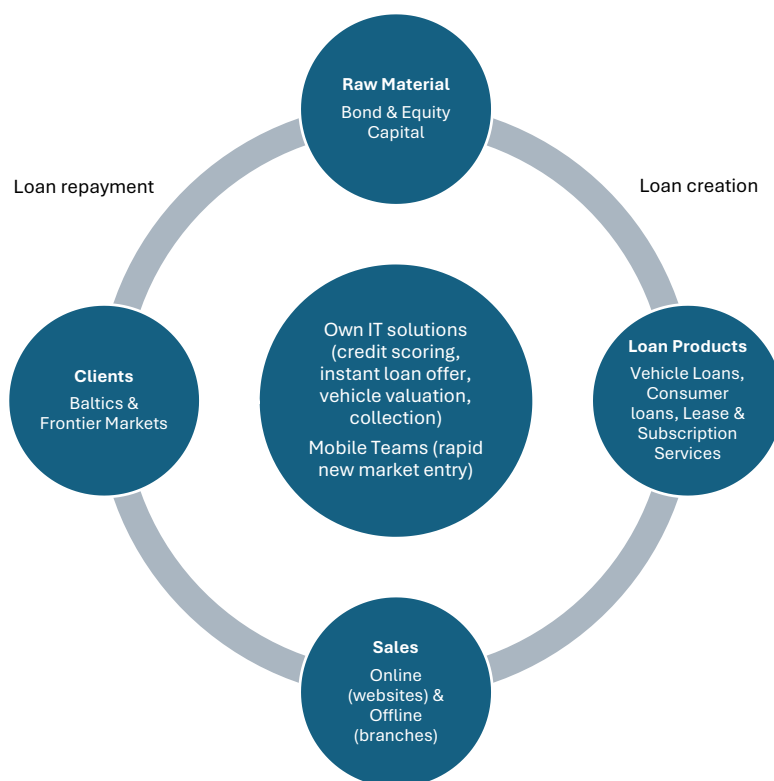 Raw Material
Bond & Equity
Capital
Loan repayment
Loan creation
Own IT solutions
(credit scoring,
instant loan offer,
vehicle valuation,
collection)
Mobile Teams (rapid
new market entry)
Clients
Baltics &
Frontier Markets
Loan Products
Vehicle Loans,
Consumer
loans, Lease &
Subscription
Services
Sales
Online
(websites) &
Offline
(branches)